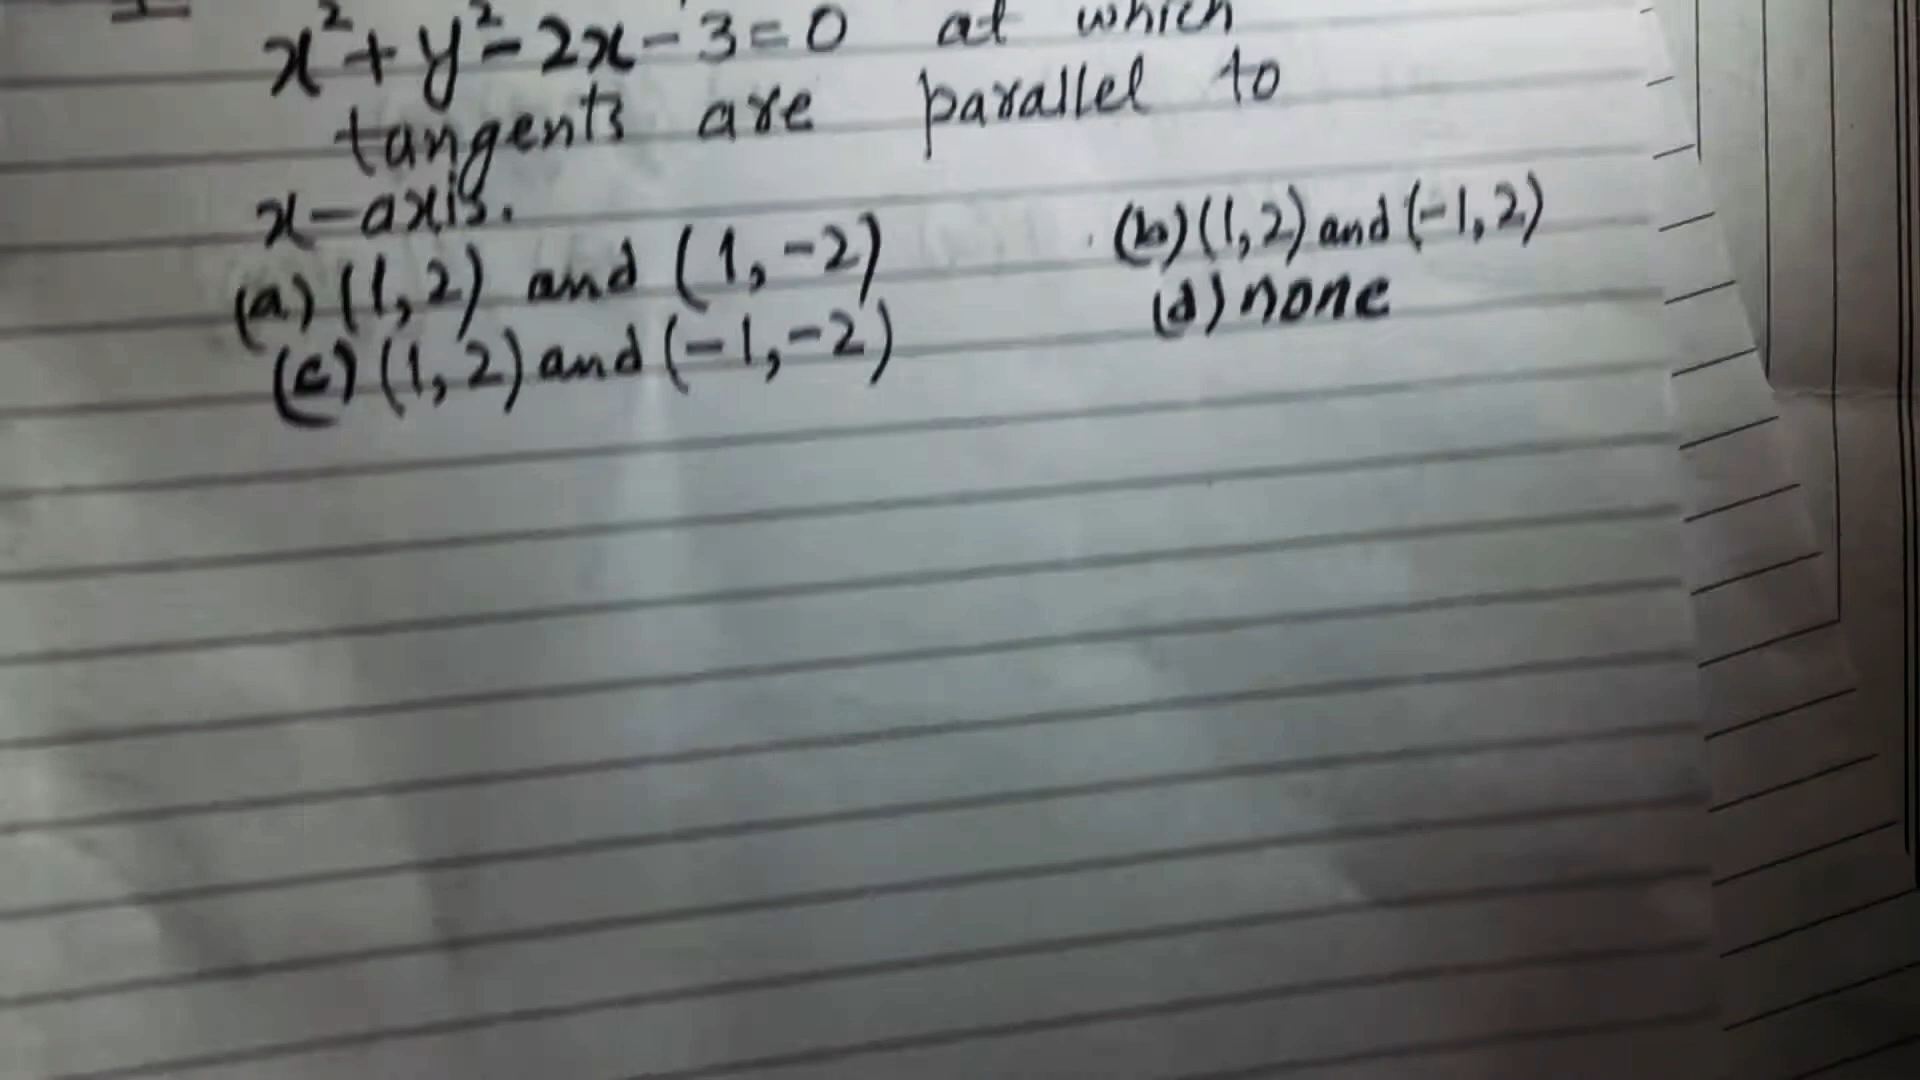 x²+y²-2x-3=0 at which
tangents are parallel to
x-axis.
(a) (1,2) and (1,-2) (b) (1,2) and (-1,2)
(c) (1,2) and (-1,-2) (d) none